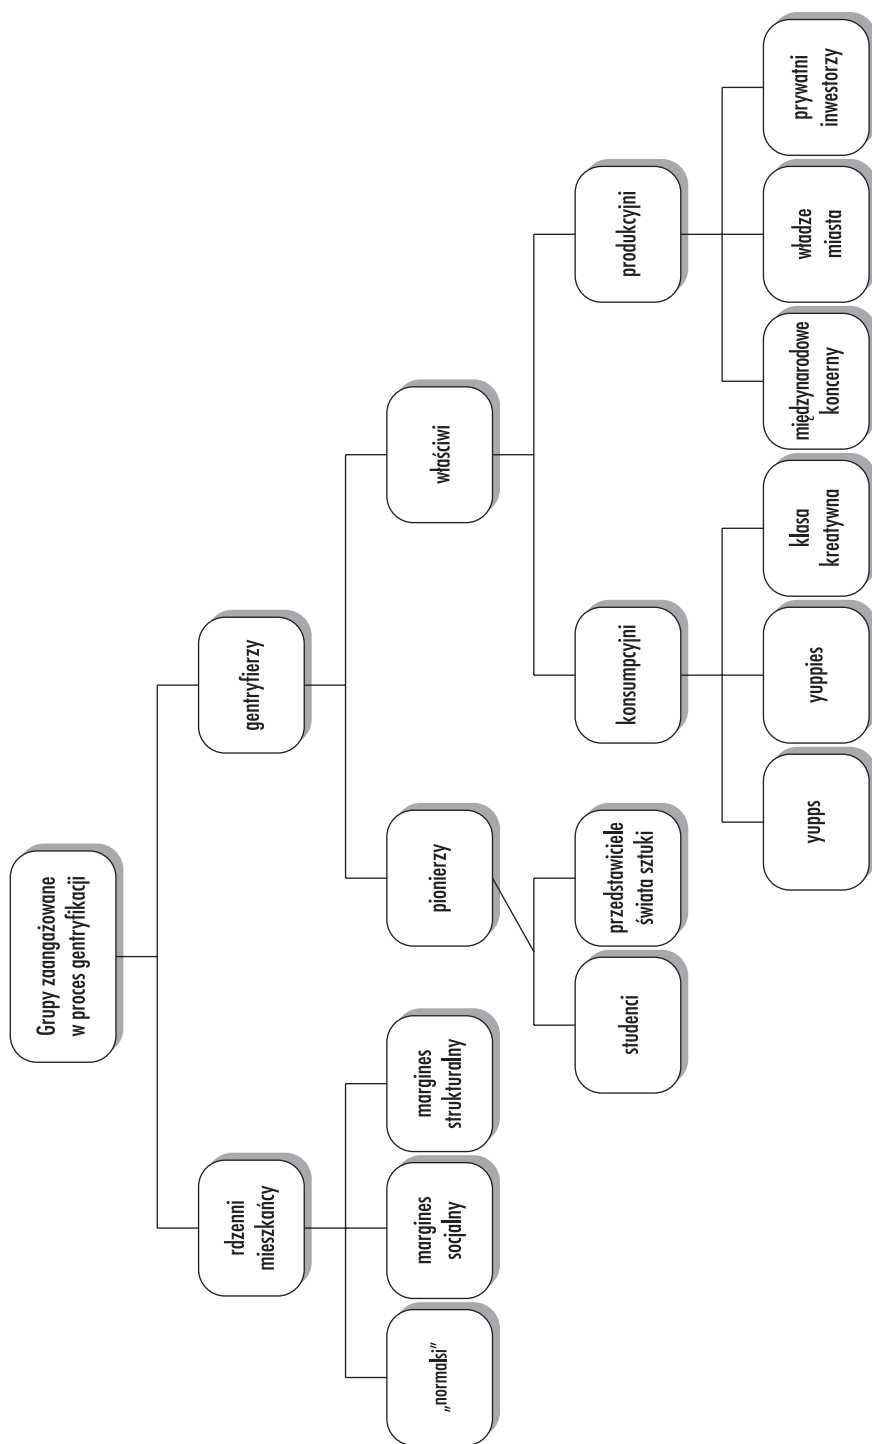 Grupy zaangażowane
w proces gentryfikacji
rdzenni
mieszkańcy
gentryfierzy
„normalsi”
margines
socjalny
margines
strukturalny
pionierzy
właściwi
studenci
przedstawiciele
świata sztuki
konsumpcyjni
produkcyjni
yupps
yuppies
klasa
kreatywna
międzynarodowe
koncerny
władze
miasta
prywatni
inwestorzy